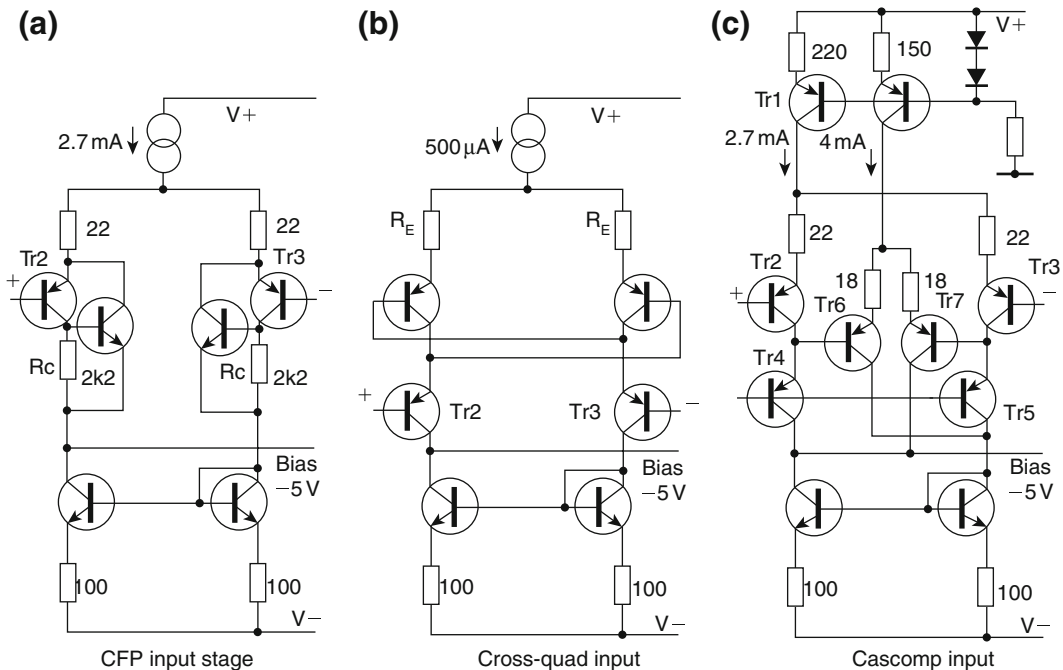 (a)
V+
2.7 mA
22
22
Tr2
Tr3
+
−
Rc
2k2
Rc
2k2
Bias
−5 V
100
100
V−
CFP input stage
(b)
V+
500 μA
R_E
R_E
+
Tr2
Tr3
−
Bias
−5 V
100
100
V−
Cross-quad input
(c)
V+
220
150
Tr1
2.7 mA
4 mA
22
22
Tr2
Tr3
+
−
18
18
Tr6
Tr7
Tr4
Tr5
Bias
−5 V
100
100
V−
Cascomp input